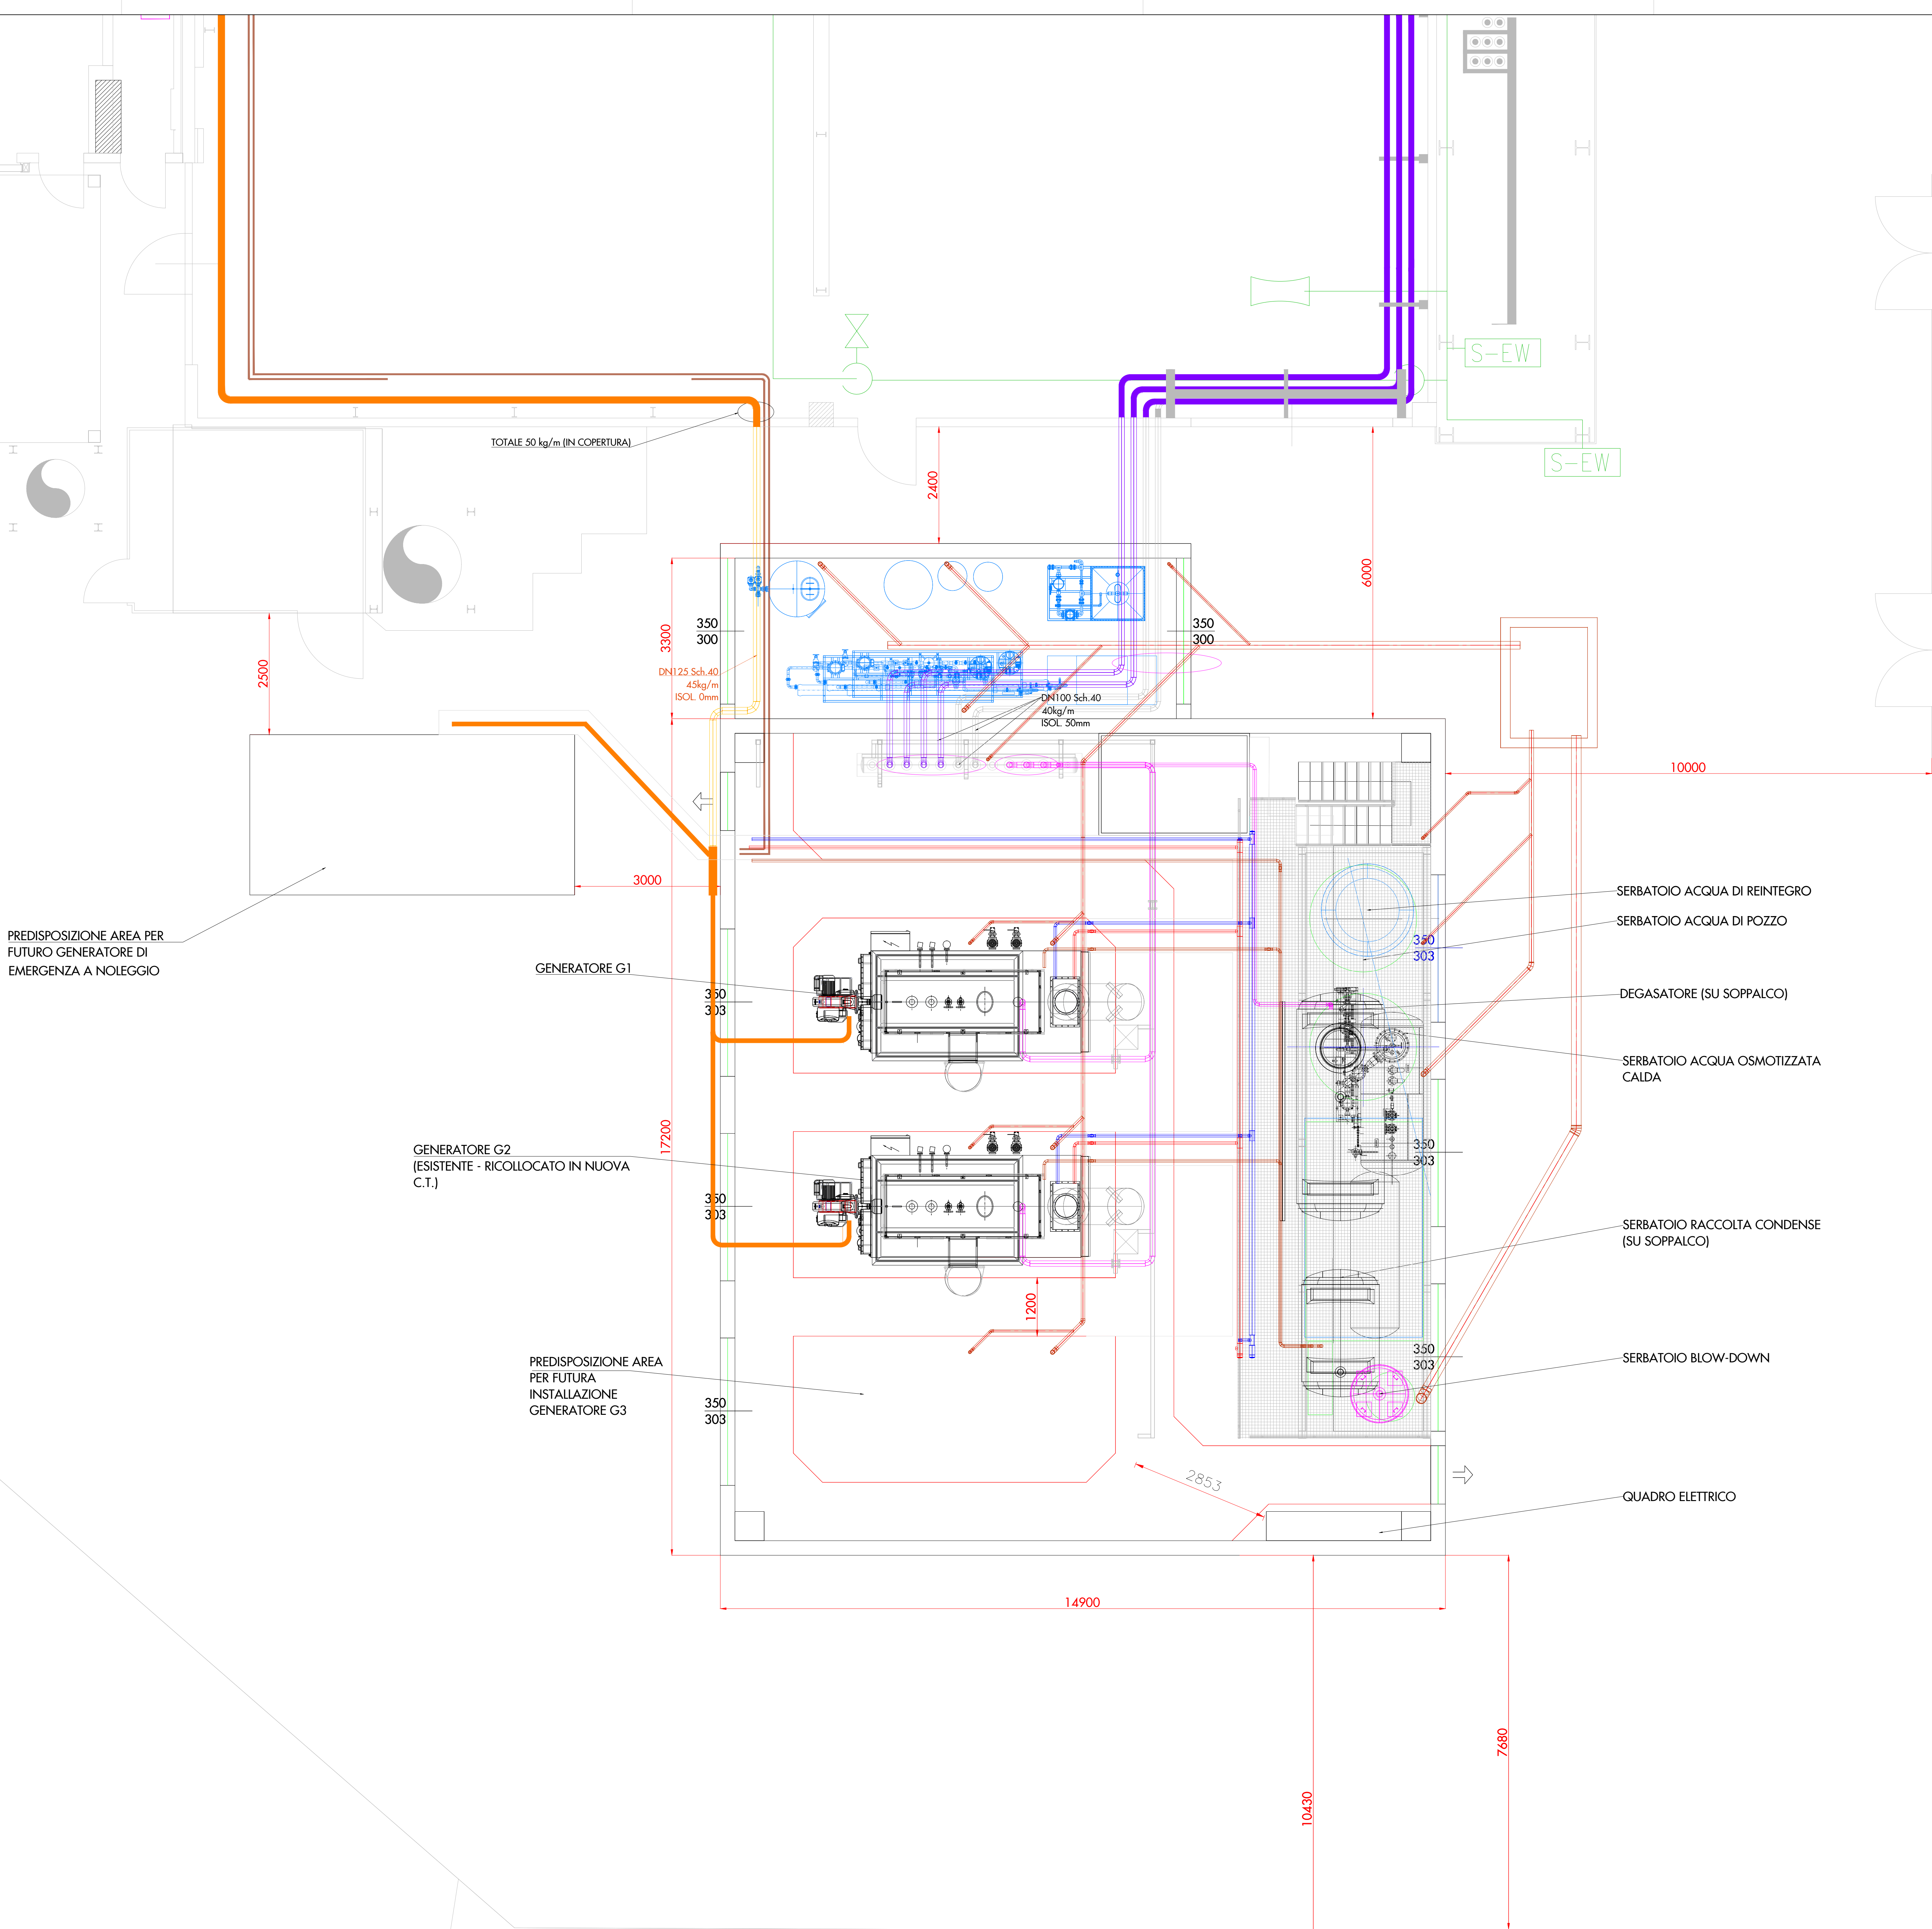 S-EW
S-EW
TOTALE 50 kg/m (IN COPERTURA)
2400
6000
3300
350
300
350
300
2500
DN125 Sch.40
45kg/m
ISOL. 0mm
DN100 Sch.40
40kg/m
ISOL. 50mm
10000
3000
PREDISPOSIZIONE AREA PER
FUTURO GENERATORE DI
EMERGENZA A NOLEGGIO
GENERATORE G1
350
303
SERBATOIO ACQUA DI REINTEGRO
SERBATOIO ACQUA DI POZZO
350
303
DEGASATORE (SU SOPPALCO)
SERBATOIO ACQUA OSMOTIZZATA
CALDA
17200
GENERATORE G2
(ESISTENTE - RICOLLOCATO IN NUOVA
C.T.)
350
303
350
303
SERBATOIO RACCOLTA CONDENSE
(SU SOPPALCO)
1200
PREDISPOSIZIONE AREA
PER FUTURA
INSTALLAZIONE
GENERATORE G3
350
303
350
303
SERBATOIO BLOW-DOWN
2853
QUADRO ELETTRICO
14900
7680
10430